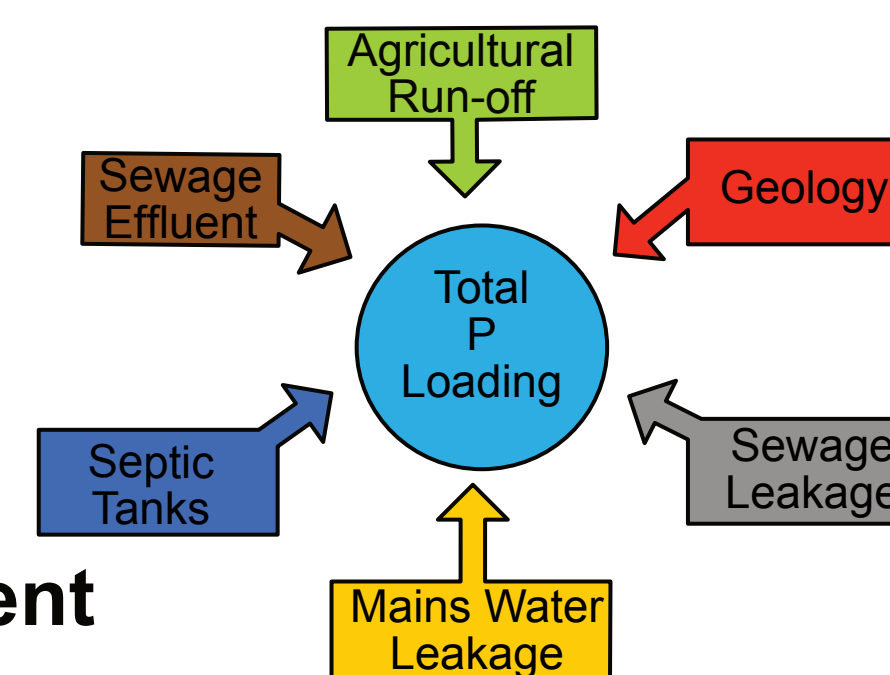 Agricultural
Run-off
Sewage
Effluent
Geology
Total
P
Loading
Septic
Tanks
Sewage
Leakage
ent
Mains Water
Leakage